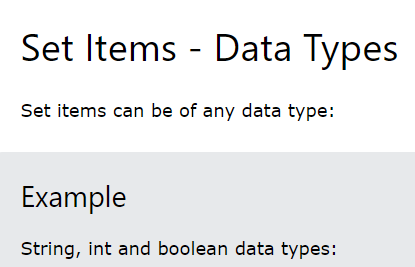 Set Items - Data Types
Set items can be of any data type:
Example
String, int and boolean data types: